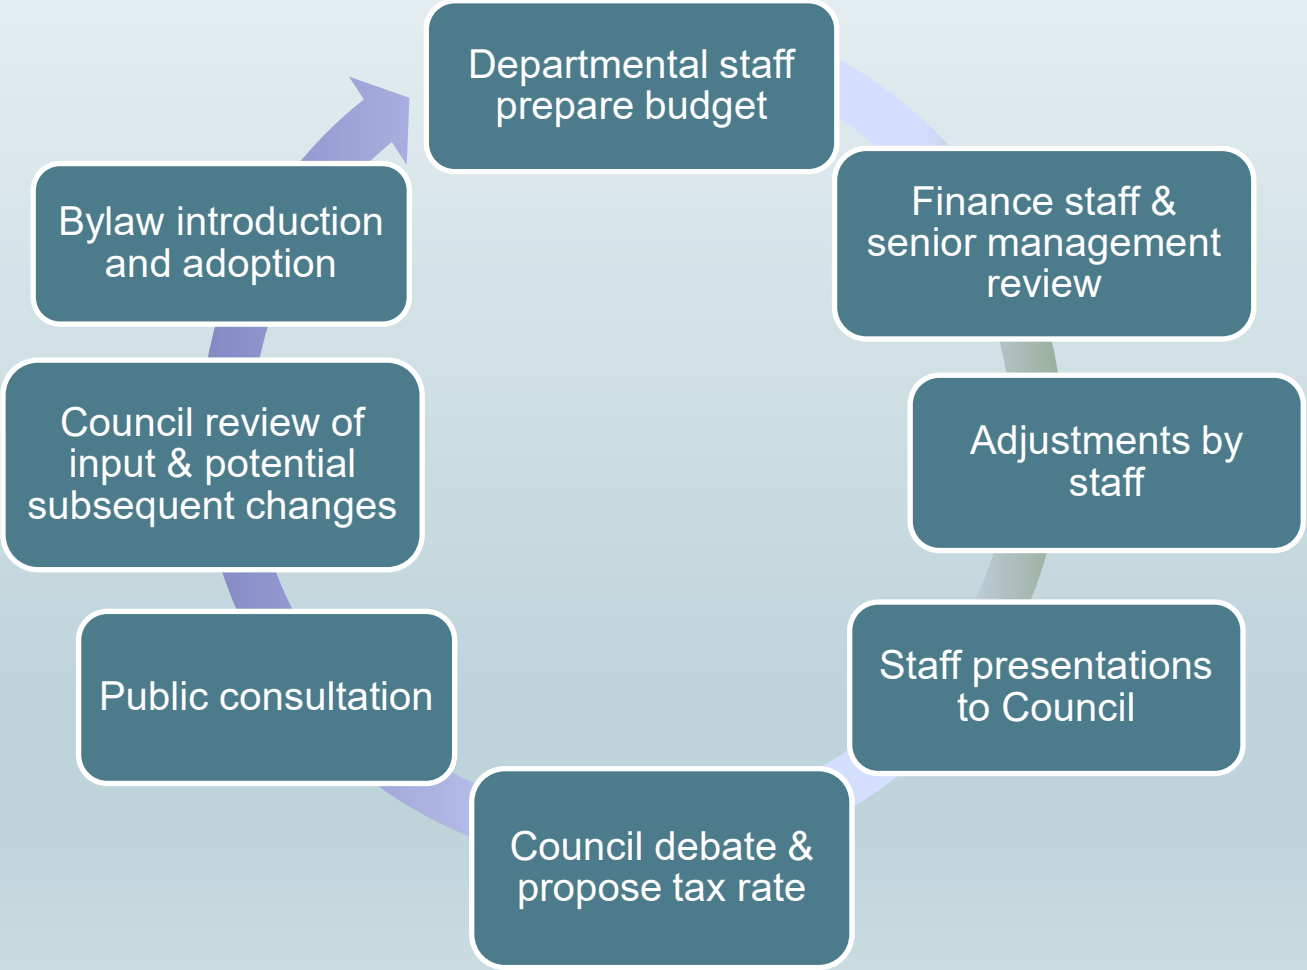 Departmental staff
prepare budget
Finance staff &
senior management
review
Adjustments by
staff
Staff presentations
to Council
Council debate &
propose tax rate
Public consultation
Council review of
input & potential
subsequent changes
Bylaw introduction
and adoption